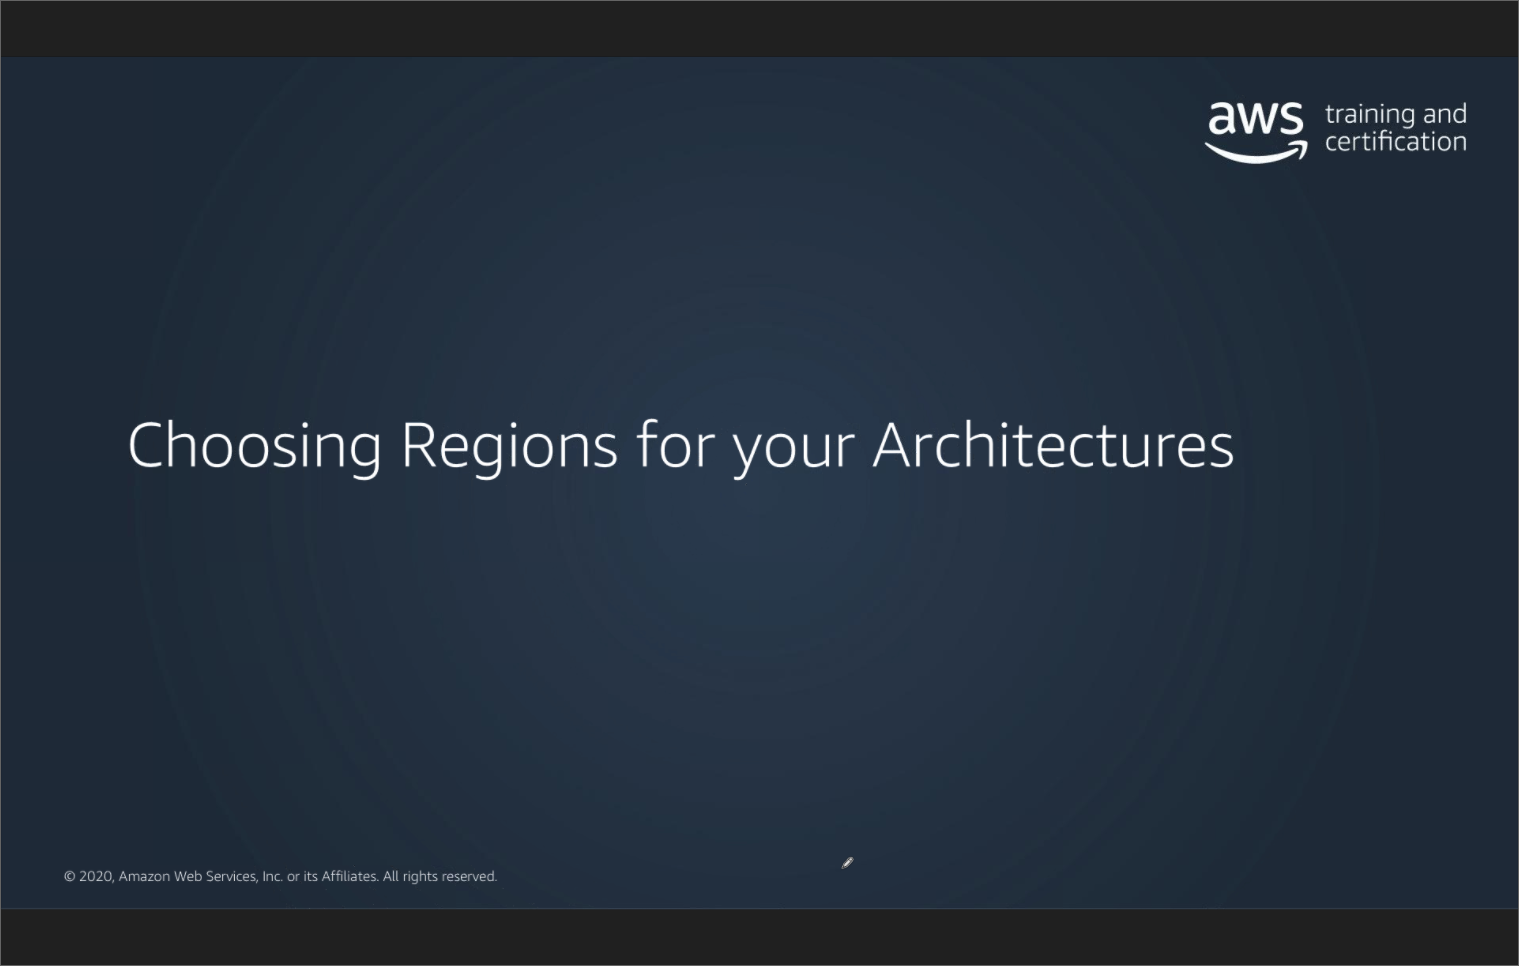 aws training and
certification
Choosing Regions for your Architectures
© 2020, Amazon Web Services, Inc. or its Affiliates. All rights reserved.